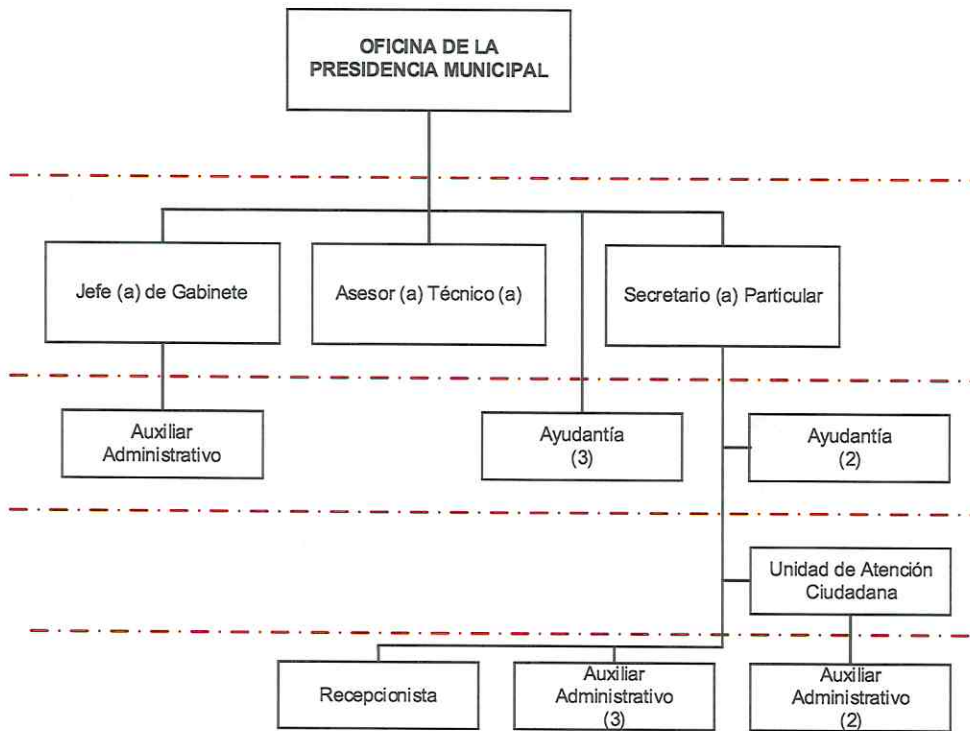 OFICINA DE LA
PRESIDENCIA MUNICIPAL
Jefe (a) de Gabinete
Asesor (a) Técnico (a)
Secretario (a) Particular
Auxiliar
Administrativo
Ayudantía
(3)
Ayudantía
(2)
Unidad de Atención
Ciudadana
Recepcionista
Auxiliar
Administrativo
(3)
Auxiliar
Administrativo
(2)